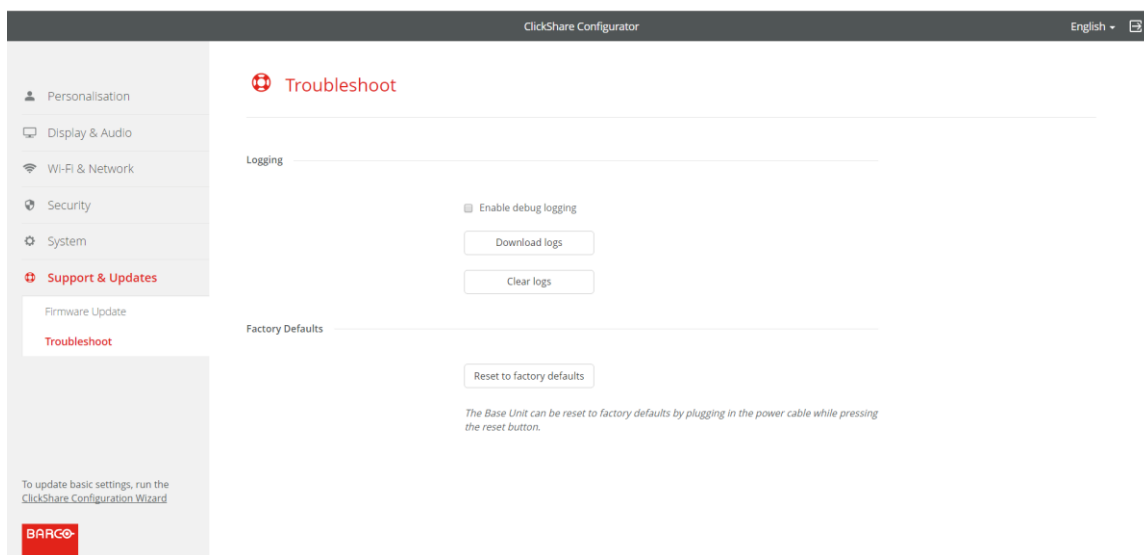 ClickShare Configurator
English
Personalisation
Display & Audio
Wi-Fi & Network
Security
System
Support & Updates
Firmware Update
Troubleshoot
To update basic settings, run the
ClickShare Configuration Wizard
BARCO
Troubleshoot
Logging
Enable debug logging
Download logs
Clear logs
Factory Defaults
Reset to factory defaults
The Base Unit can be reset to factory defaults by plugging in the power cable while pressing
the reset button.